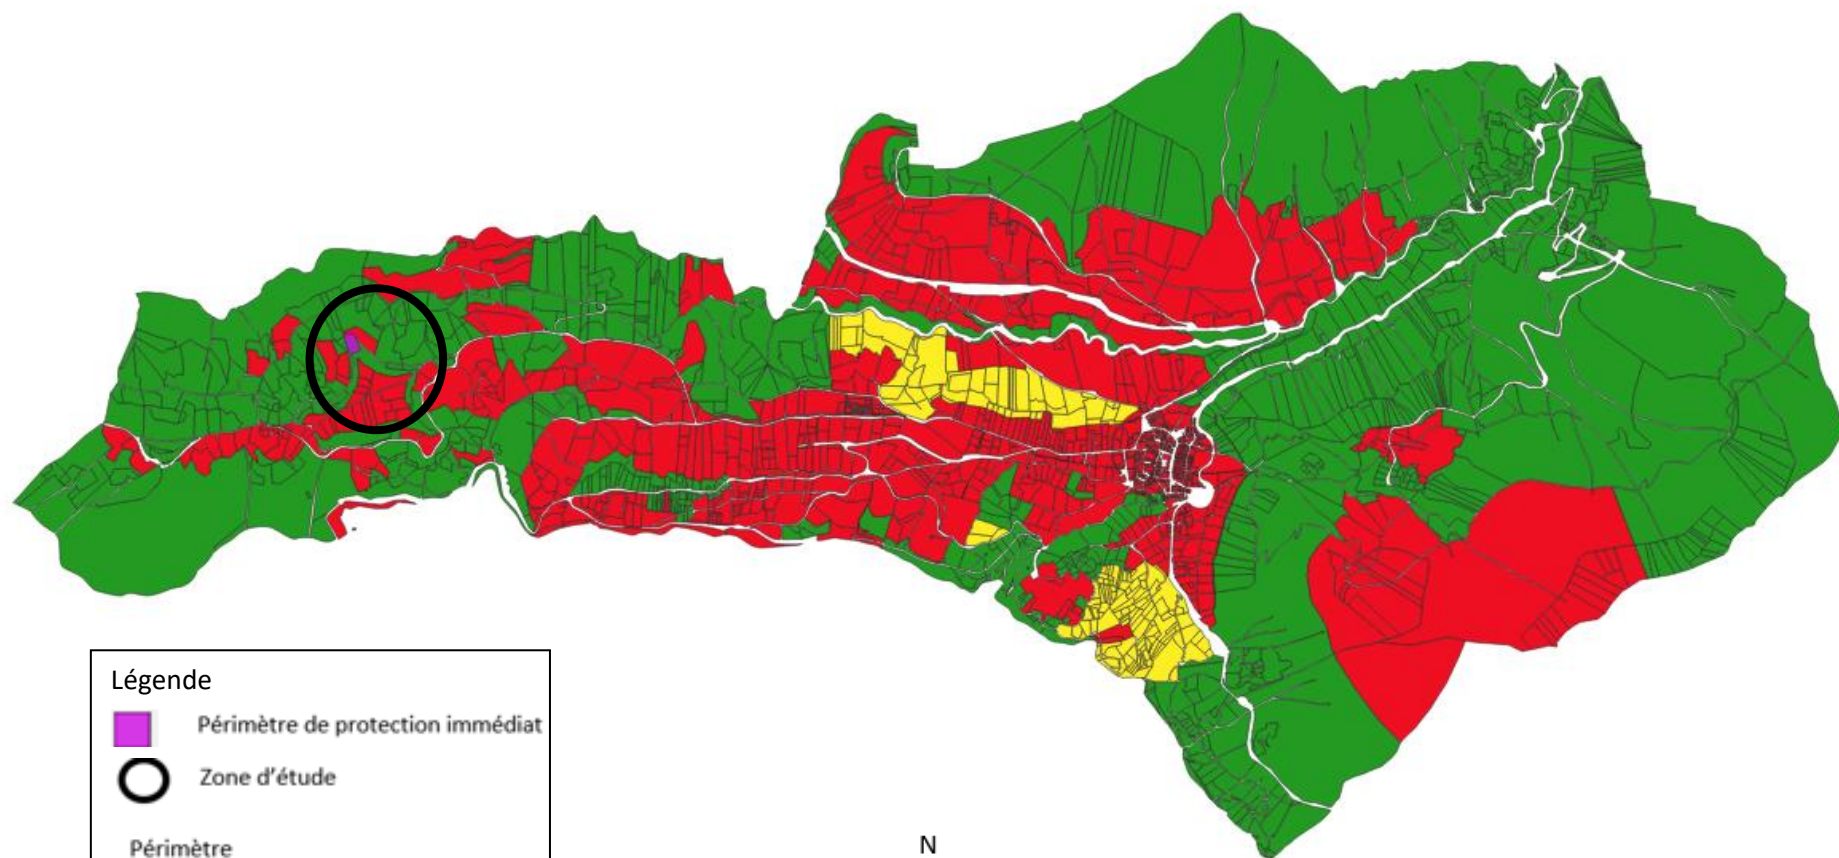 Légende
Périmètre de protection immédiat
Zone d'étude
Périmètre
N